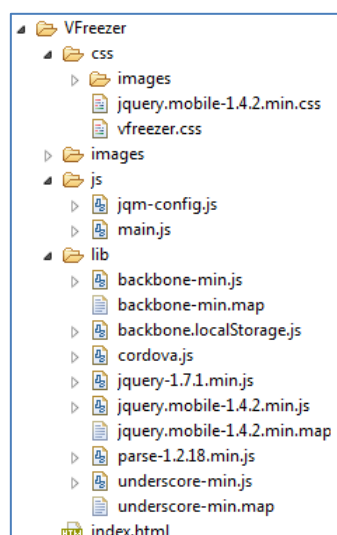 VFreezer
css
images
jquery.mobile-1.4.2.min.css
vfreezer.css
images
js
jqm-config.js
main.js
lib
backbone-min.js
backbone-min.map
backbone.localStorage.js
cordova.js
jquery-1.7.1.min.js
jquery.mobile-1.4.2.min.js
jquery.mobile-1.4.2.min.map
parse-1.2.18.min.js
underscore-min.js
underscore-min.map
index.html